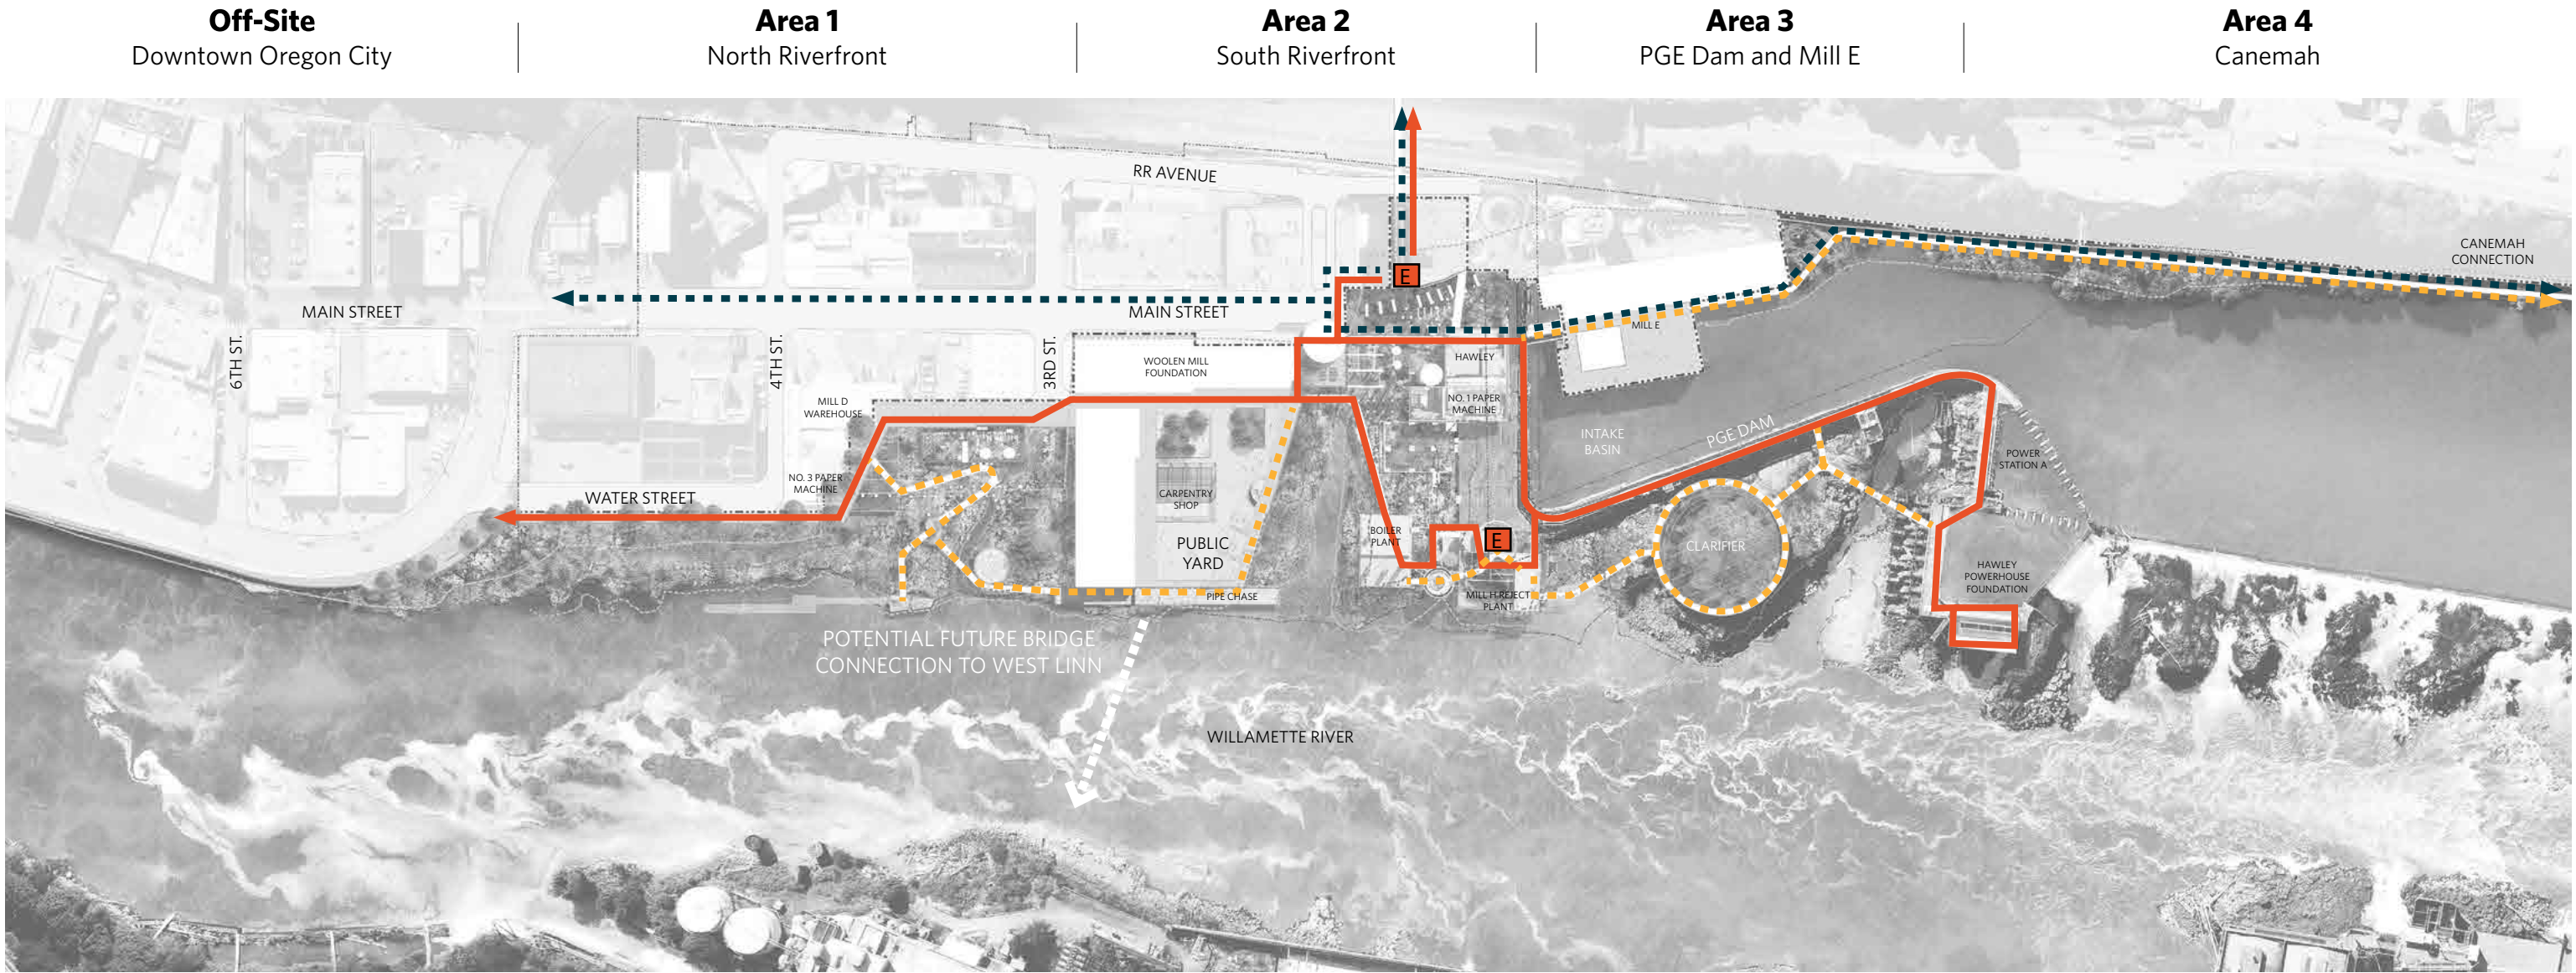 Off-Site
Downtown Oregon City
Area 1
North Riverfront
Area 2
South Riverfront
Area 3
PGE Dam and Mill E
Area 4
Canemah
RR AVENUE
E
CANEMAH
CONNECTION
MAIN STREET
MAIN STREET
MILL E
6TH ST.
4TH ST.
3RD ST.
WOOLEN MILL
FOUNDATION
HAWLEY
MILL D
WAREHOUSE
NO. 1 PAPER
MACHINE
INTAKE
BASIN
PGE DAM
POWER
STATION A
NO. 3 PAPER
MACHINE
WATER STREET
CARPENTRY
SHOP
PUBLIC
YARD
BOILER
PLANT
E
CLARIFIER
HAWLEY
POWERHOUSE
FOUNDATION
PIPE CHASE
MILL H REJECT
PLANT
POTENTIAL FUTURE BRIDGE
CONNECTION TO WEST LINN
WILLAMETTE RIVER